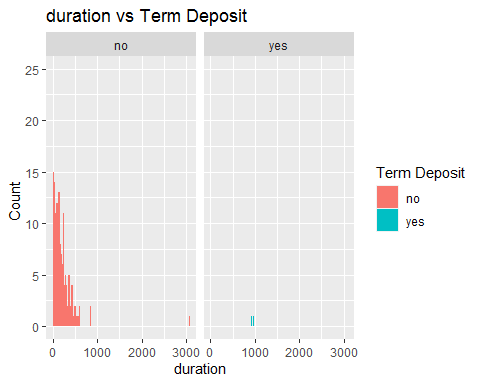 duration vs Term Deposit
no
yes
25
20
15
10
5
0
Count
0
1000
2000
3000
0
1000
2000
3000
duration
Term Deposit
no
yes